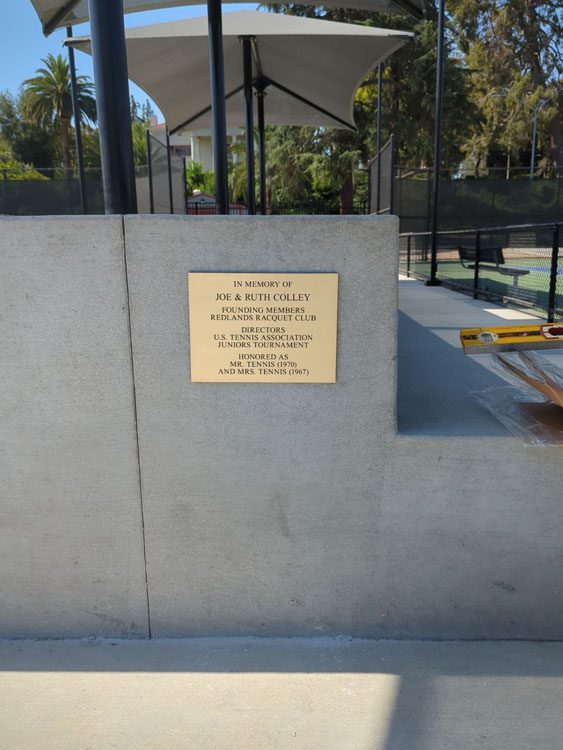 IN MEMORY OF
JOE & RUTH COLLEY
FOUNDING MEMBERS
REDLANDS RACQUET CLUB
DIRECTORS
U.S. TENNIS ASSOCIATION
JUNIORS TOURNAMENT
HONORED AS
MR. TENNIS (1970)
AND MRS. TENNIS (1967)